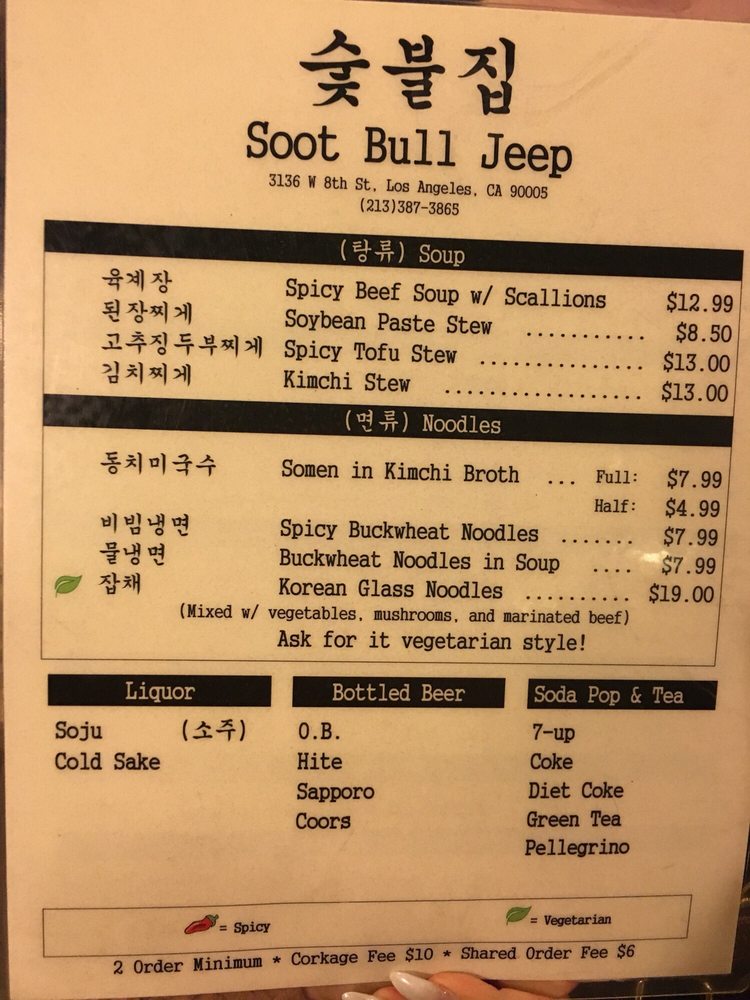 숯불집
Soot Bull Jeep
3136 W 8th St, Los Angeles, CA 90005
(213)387-3865
(탕류) Soup
육계장 Spicy Beef Soup w/ Scallions $12.99
된장찌게 Soybean Paste Stew ........... $8.50
고추징두부찌게 Spicy Tofu Stew ............... $13.00
김치찌게 Kimchi Stew .................. $13.00
(면류) Noodles
동치미국수 Somen in Kimchi Broth ... Full: $7.99
Half: $4.99
비빔냉면 Spicy Buckwheat Noodles ....... $7.99
물냉면 Buckwheat Noodles in Soup .... $7.99
잡채 Korean Glass Noodles .......... $19.00
(Mixed w/ vegetables, mushrooms, and marinated beef)
Ask for it vegetarian style!
Liquor
Soju (소주)
Cold Sake
Bottled Beer
O.B.
Hite
Sapporo
Coors
Soda Pop & Tea
7-up
Coke
Diet Coke
Green Tea
Pellegrino
= Spicy
= Vegetarian
2 Order Minimum * Corkage Fee $10 * Shared Order Fee $6